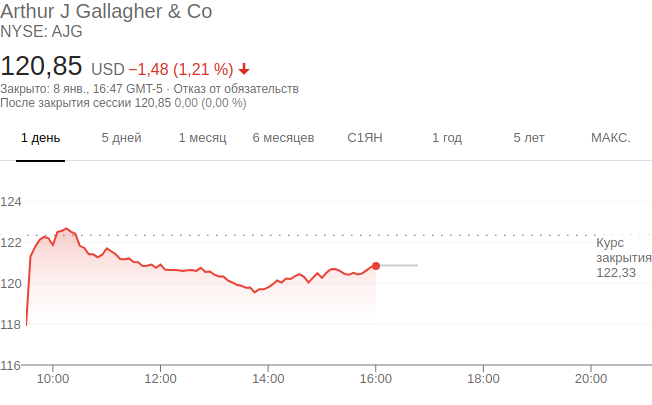 Arthur J Gallagher & Co
NYSE: AJG
120,85 USD −1,48 (1,21 %)
Закрыто: 8 янв., 16:47 GMT-5 · Отказ от обязательств
После закрытия сессии 120,85 0,00 (0,00 %)
1 день 5 дней 1 месяц 6 месяцев С1ЯН 1 год 5 лет МАКС.
124
122
120
118
116
Курс
закрытия
122,33
10:00 12:00 14:00 16:00 18:00 20:00